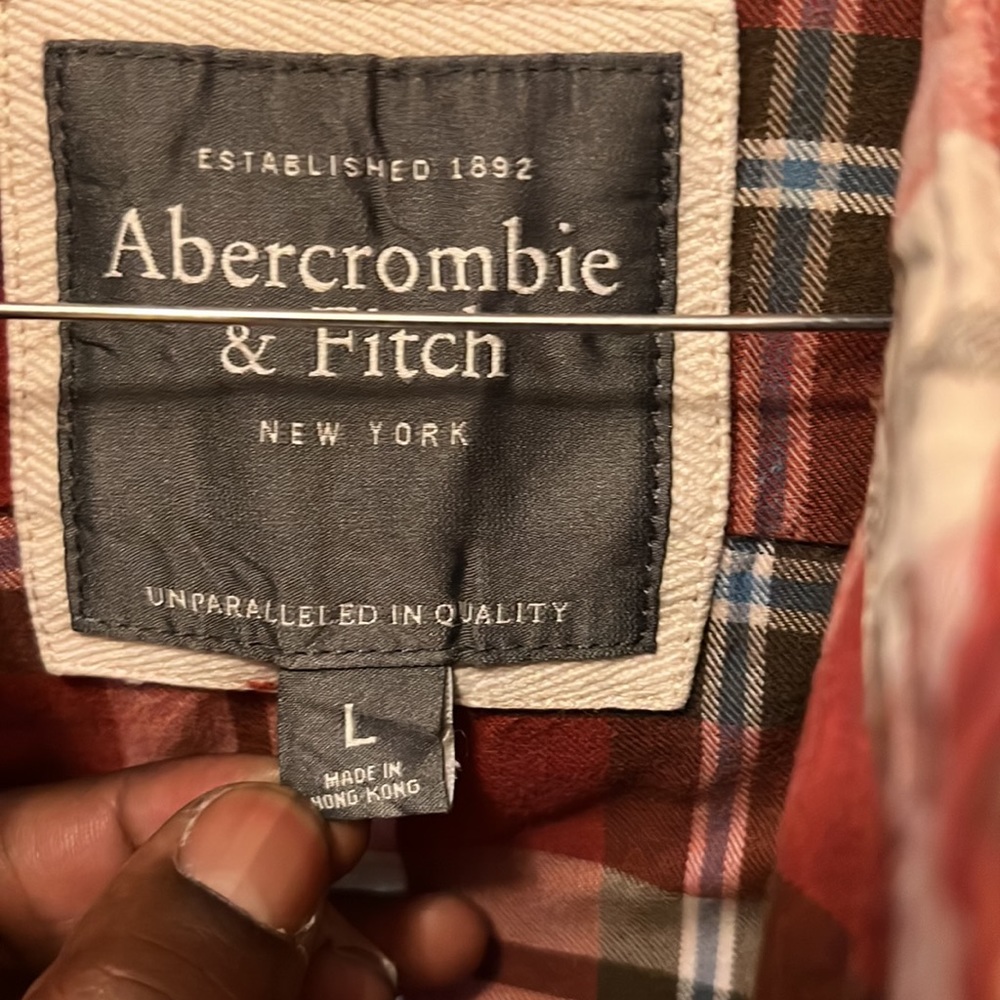 ESTABLISHED 1892
Abercrombie
& Fitch
NEW YORK
UNPARALLELED IN QUALITY
L
MADE IN
HONG KONG